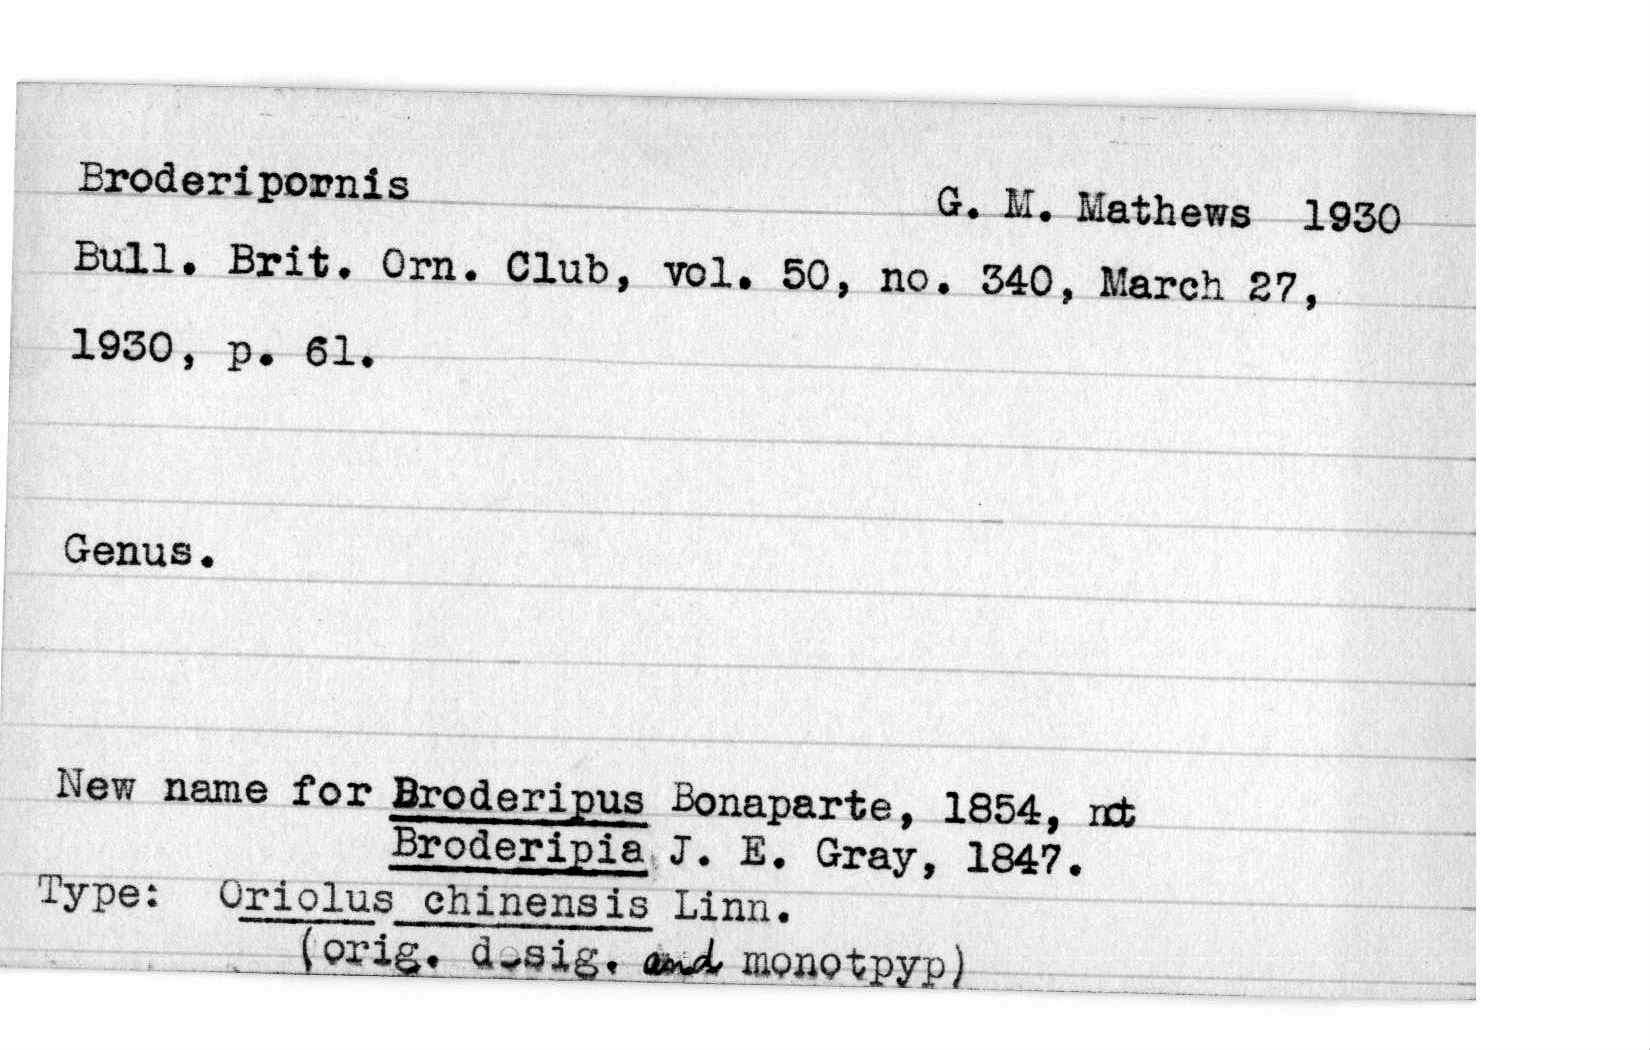 Broderipornis G. M. Mathews 1930
Bull. Brit. Orn. Club, vol. 50, no. 340, March 27,
1930, p. 61.
Genus.
New name for Broderipus Bonaparte, 1854, not
Broderipia J. E. Gray, 1847.
Type: Oriolus chinensis Linn.
(orig. desig. and monotpyp)